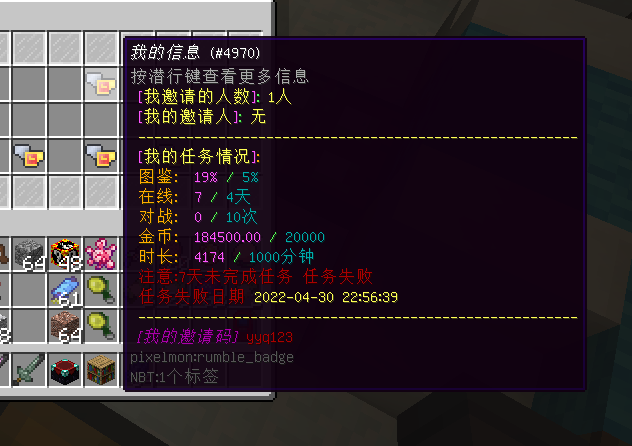 我的信息 (#4970)
按潜行键查看更多信息
[我邀请的人数]: 1人
[我的邀请人]: 无
------------------------------------------------
[我的任务情况]:
图鉴: 19% / 5%
在线: 7 / 4天
对战: 0 / 10次
金币: 184500.00 / 20000
时长: 4174 / 1000分钟
注意:7天未完成任务 任务失败
任务失败日期 2022-04-30 22:56:39
------------------------------------------------
[我的邀请码] yyq123
pixelmon:rumble_badge
NBT:1个标签
64
48
61
64